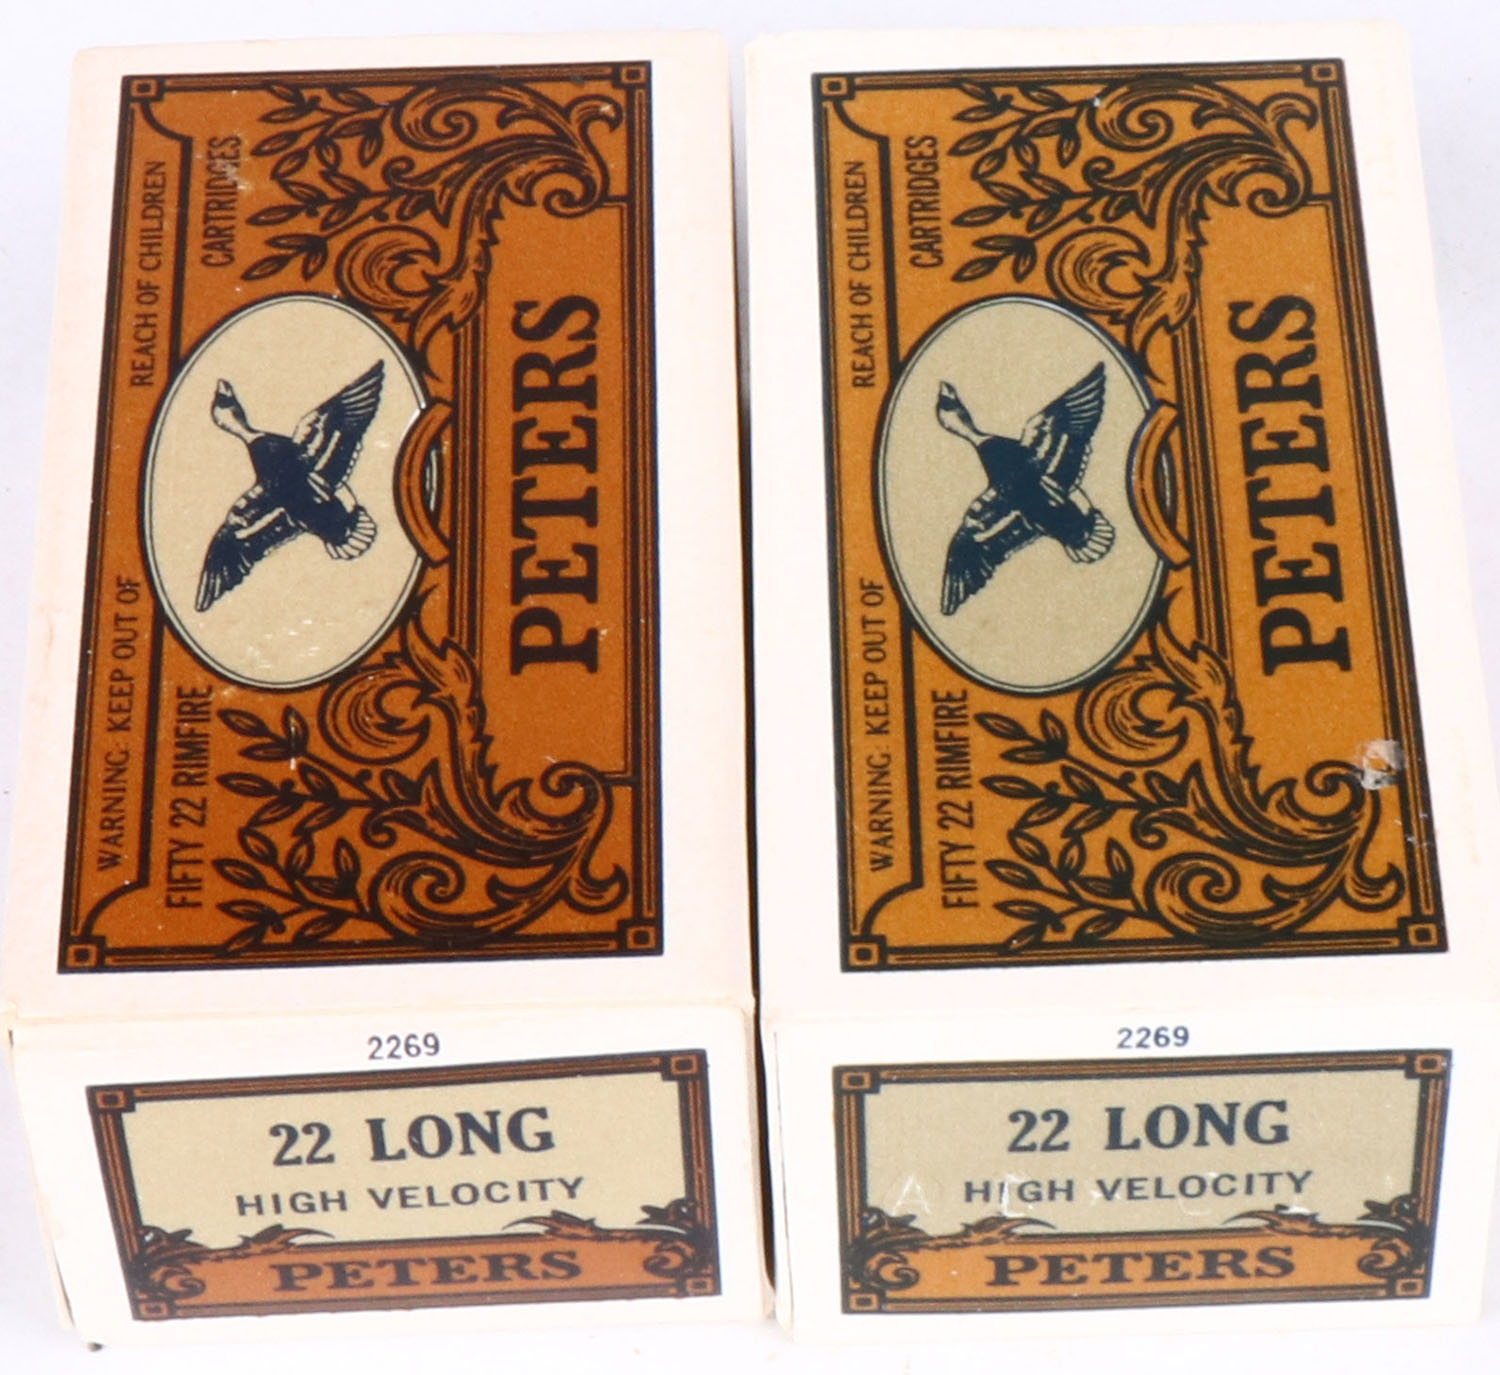 WARNING: KEEP OUT OF REACH OF CHILDREN
FIFTY 22 RIMFIRE CARTRIDGES
PETERS
2269
22 LONG
HIGH VELOCITY
PETERS
WARNING: KEEP OUT OF REACH OF CHILDREN
FIFTY 22 RIMFIRE CARTRIDGES
PETERS
2269
22 LONG
HIGH VELOCITY
PETERS